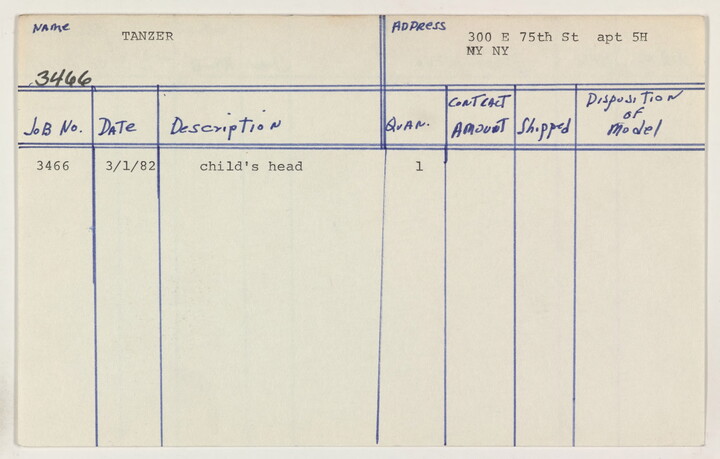 NAME
TANZER
ADDRESS
300 E 75th St apt 5H
NY NY
3466
JOB NO.
DATE
DESCRIPTION
QUAN.
CONTRACT AMOUNT
Shipped
DISPOSITION OF Model
3466 3/1/82 child's head 1